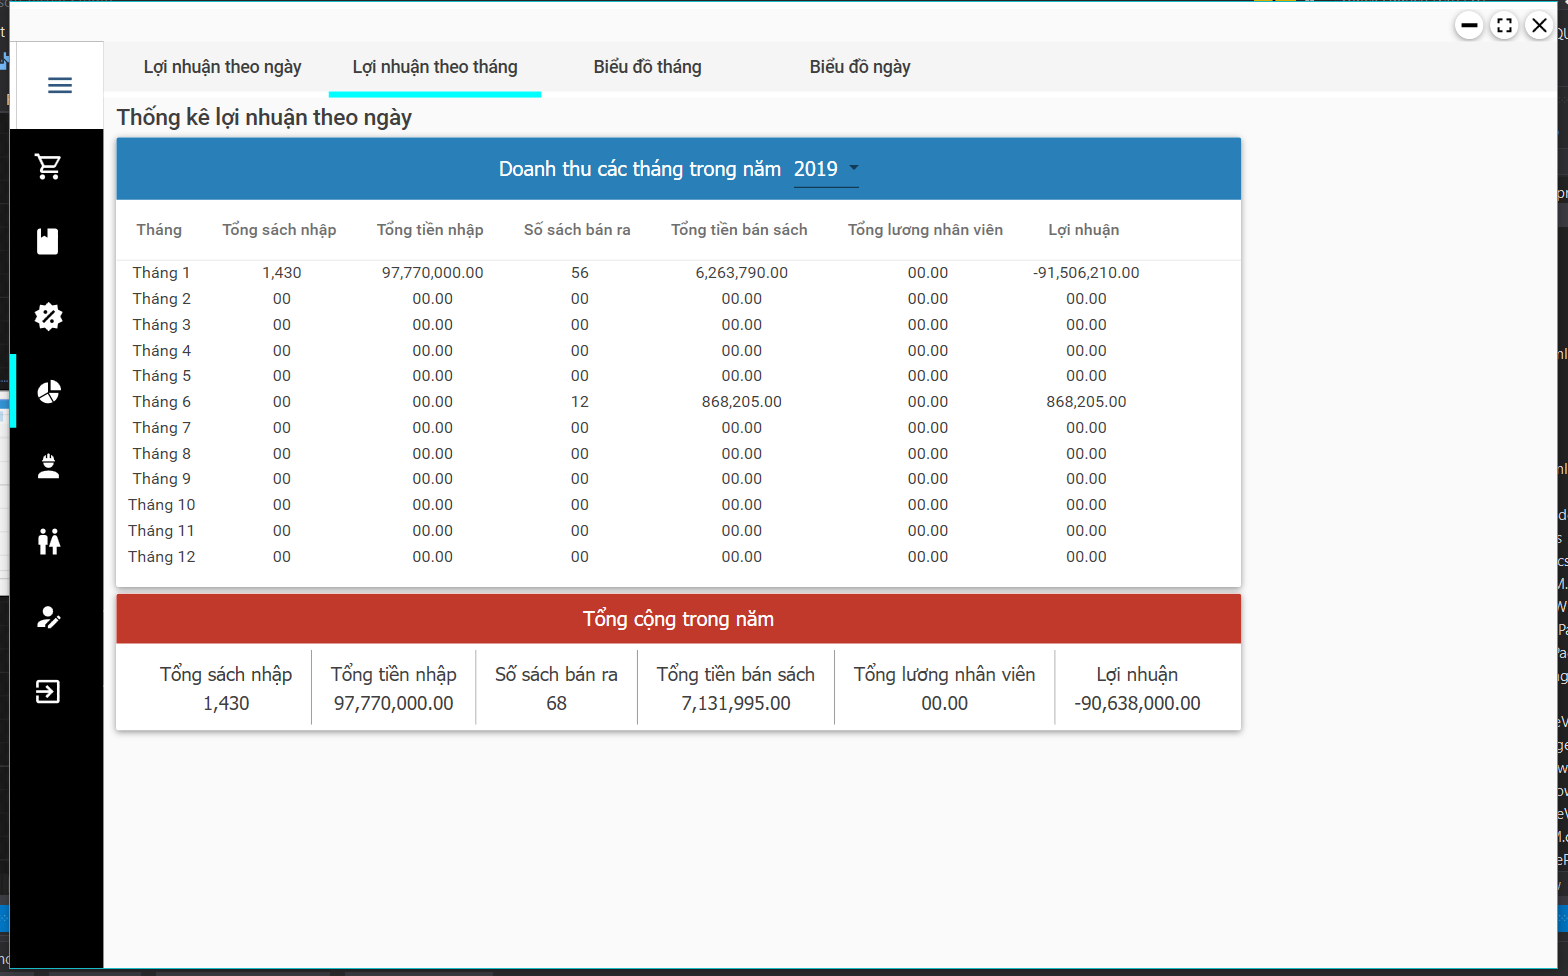 Lợi nhuận theo ngày Lợi nhuận theo tháng Biểu đồ tháng Biểu đồ ngày
Thống kê lợi nhuận theo ngày
Doanh thu các tháng trong năm 2019
Tháng Tổng sách nhập Tổng tiền nhập Số sách bán ra Tổng tiền bán sách Tổng lương nhân viên Lợi nhuận
Tháng 1 1,430 97,770,000.00 56 6,263,790.00 00.00 -91,506,210.00
Tháng 2 00 00.00 00 00.00 00.00 00.00
Tháng 3 00 00.00 00 00.00 00.00 00.00
Tháng 4 00 00.00 00 00.00 00.00 00.00
Tháng 5 00 00.00 00 00.00 00.00 00.00
Tháng 6 00 00.00 12 868,205.00 00.00 868,205.00
Tháng 7 00 00.00 00 00.00 00.00 00.00
Tháng 8 00 00.00 00 00.00 00.00 00.00
Tháng 9 00 00.00 00 00.00 00.00 00.00
Tháng 10 00 00.00 00 00.00 00.00 00.00
Tháng 11 00 00.00 00 00.00 00.00 00.00
Tháng 12 00 00.00 00 00.00 00.00 00.00
Tổng cộng trong năm
Tổng sách nhập Tổng tiền nhập Số sách bán ra Tổng tiền bán sách Tổng lương nhân viên Lợi nhuận
1,430 97,770,000.00 68 7,131,995.00 00.00 -90,638,000.00